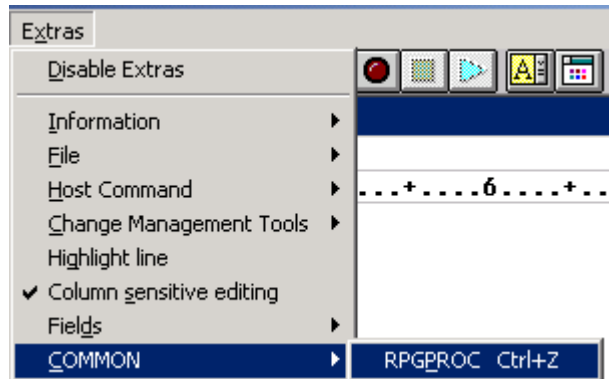 Extras
Disable Extras
A
Information
File
...+....6....+..
Host Command
Change Management Tools
Highlight line
Column sensitive editing
Fields
COMMON
RPGPROC Ctrl+Z